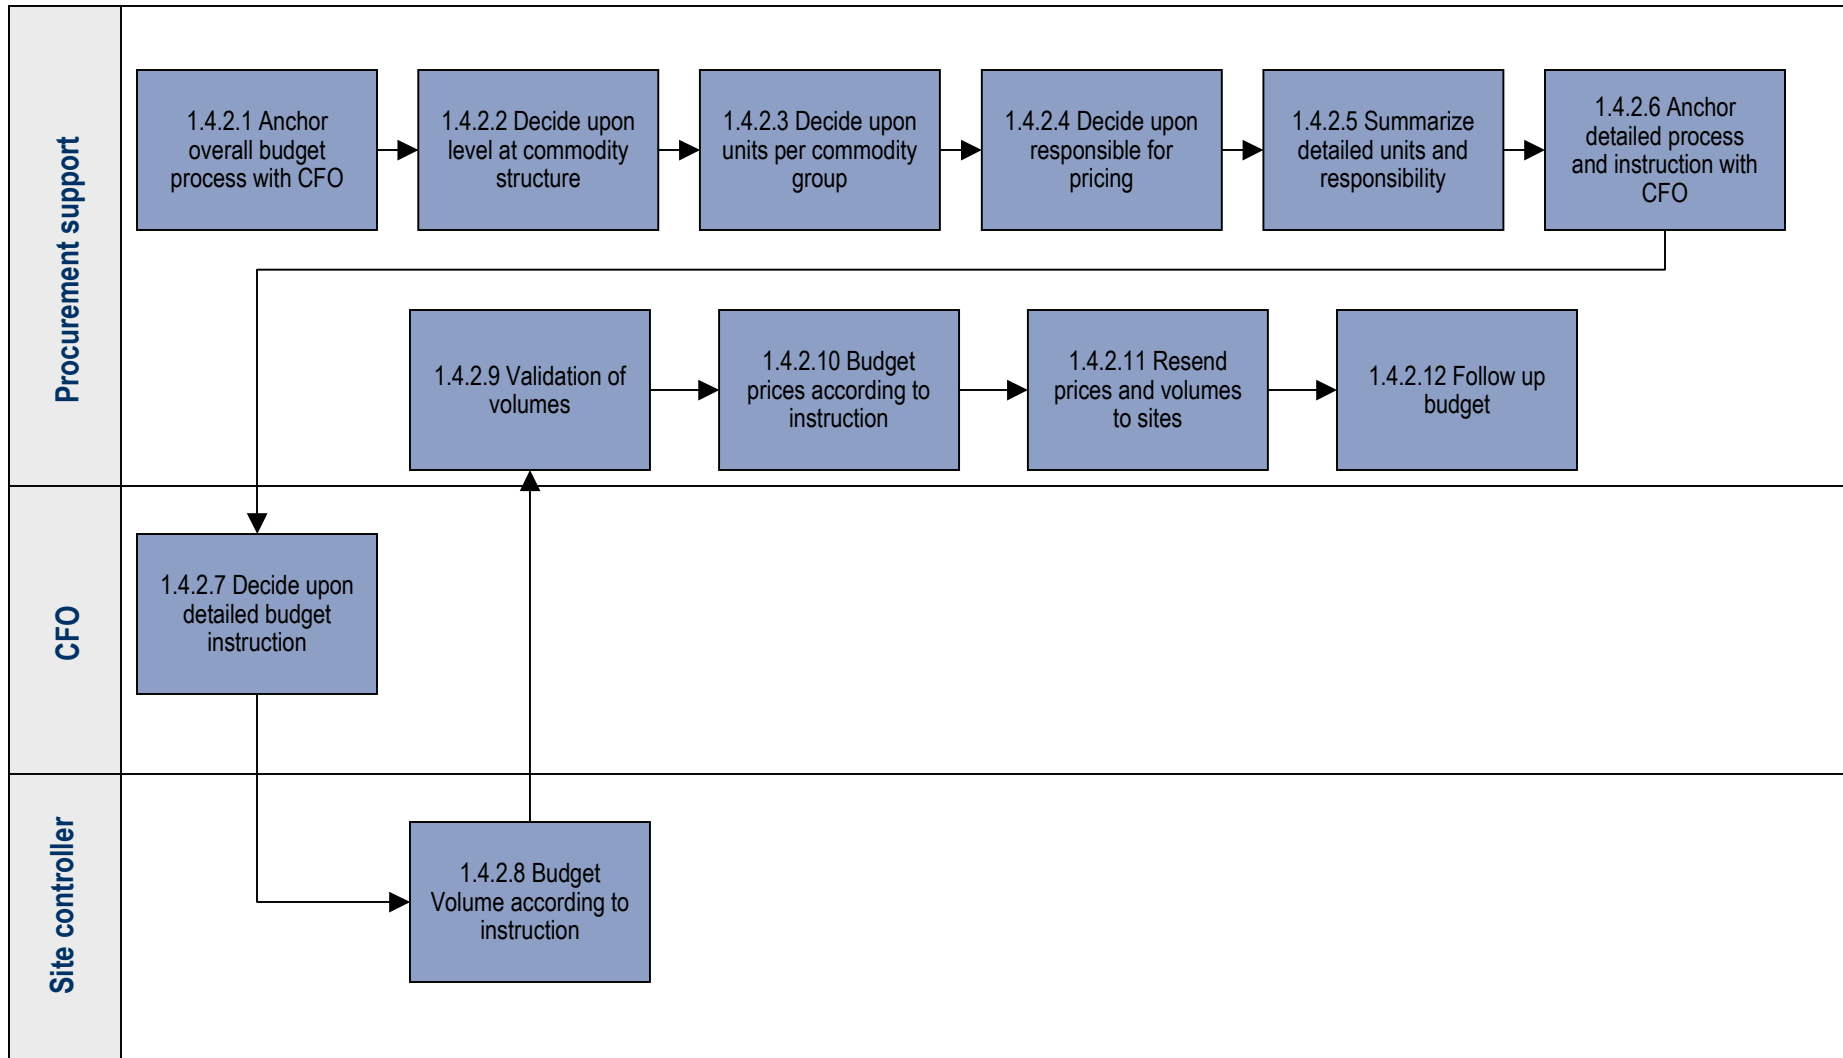 Procurement support
1.4.2.1 Anchor
overall budget
process with CFO
1.4.2.2 Decide upon
level at commodity
structure
1.4.2.3 Decide upon
units per commodity
group
1.4.2.4 Decide upon
responsible for
pricing
1.4.2.5 Summarize
detailed units and
responsibility
1.4.2.6 Anchor
detailed process
and instruction with
CFO
1.4.2.9 Validation of
volumes
1.4.2.10 Budget
prices according to
instruction
1.4.2.11 Resend
prices and volumes
to sites
1.4.2.12 Follow up
budget
CFO
1.4.2.7 Decide upon
detailed budget
instruction
Site controller
1.4.2.8 Budget
Volume according to
instruction